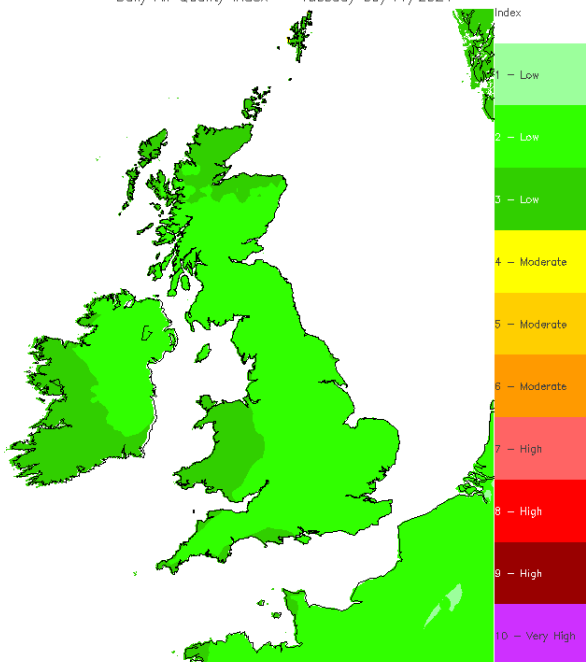 Index
1 - Low
2 - Low
3 - Low
4 - Moderate
5 - Moderate
6 - Moderate
7 - High
8 - High
9 - High
10 - Very High